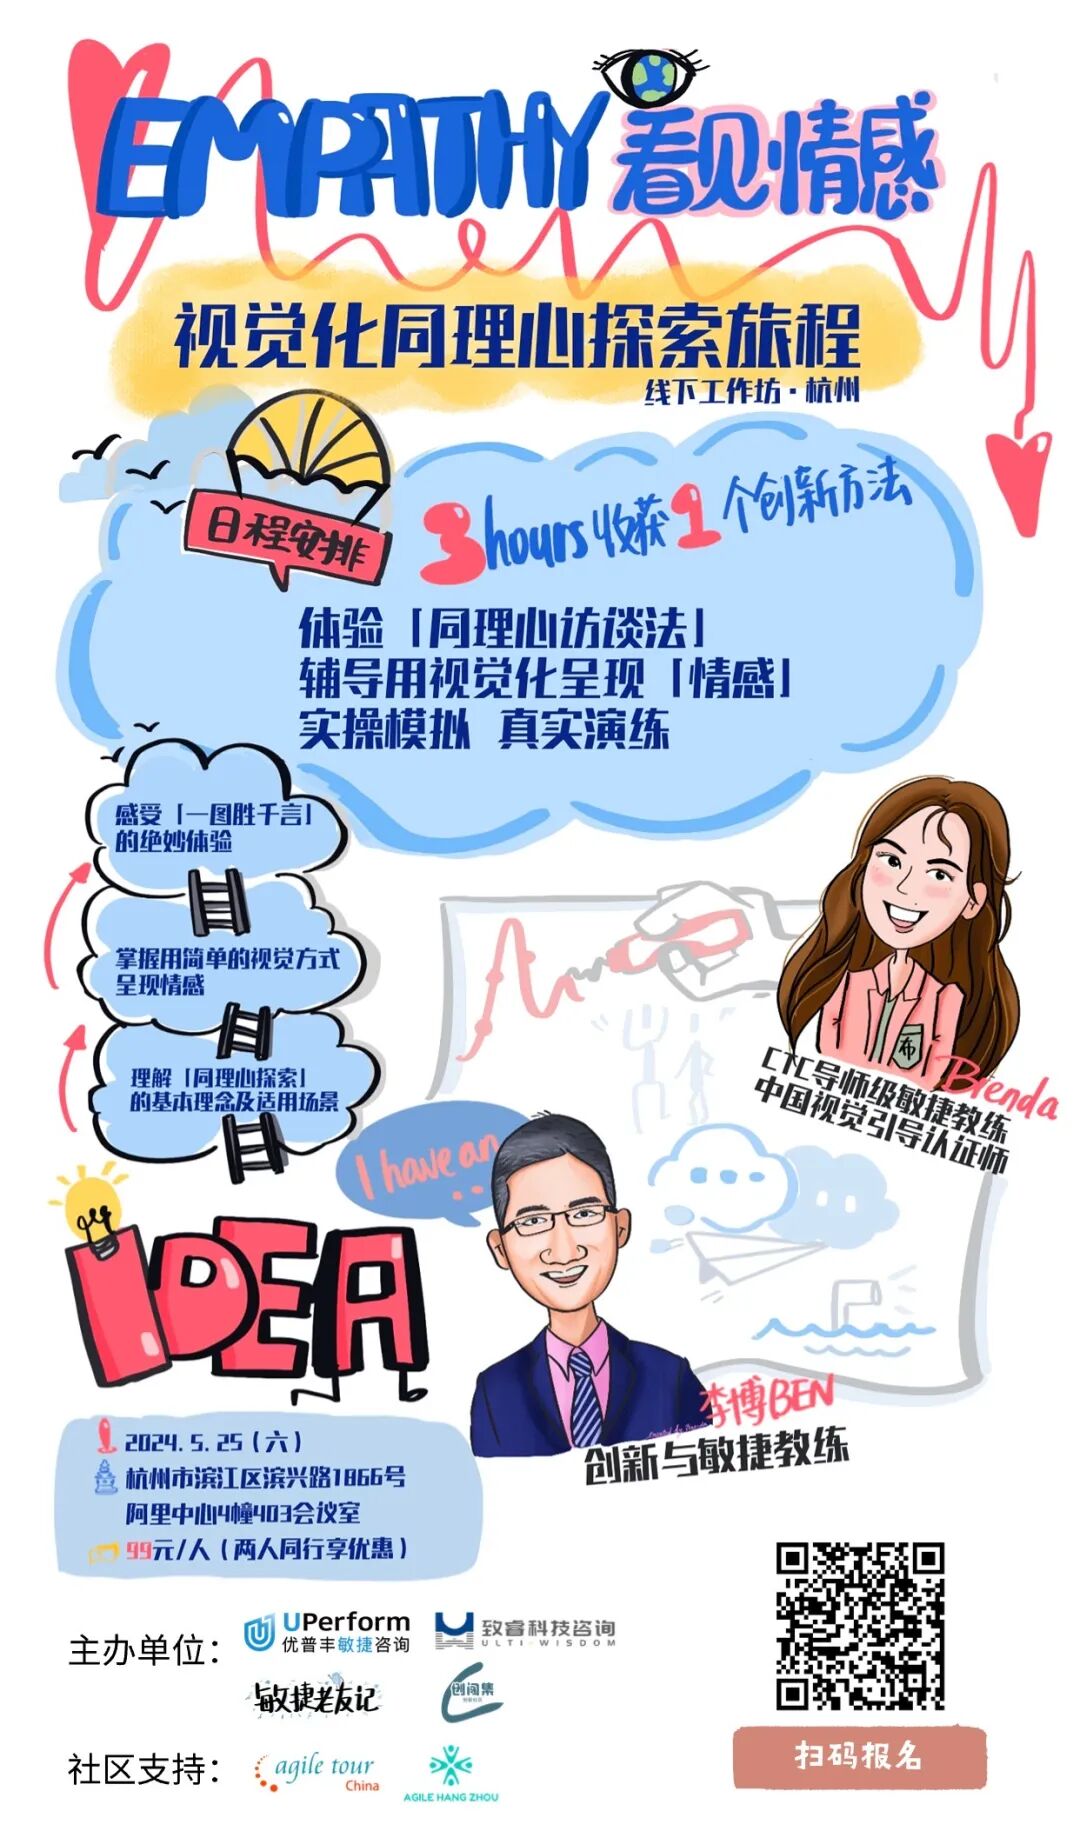 EMPATHY 看见情感
视觉化同理心探索旅程
线下工作坊·杭州
日程安排
3hours收获1个创新方法
体验「同理心访谈法」
辅导用视觉化呈现「情感」
实操模拟 真实演练
感受「一图胜千言」
的绝妙体验
掌握用简单的视觉方式
呈现情感
理解「同理心探索」
的基本理念及适用场景
布
Brenda
CTC导师级敏捷教练
中国视觉引导认证师
I have an
IDEA
李博BEN
created by Brenda
创新与敏捷教练
2024.5.25(六)
杭州市滨江区滨兴路1866号
阿里中心4幢403会议室
99元/人(两人同行享优惠)
主办单位:
UPerform
优普丰敏捷咨询
致睿科技咨询
ULTI-WISDOM
敏捷老友记
创闯集
社区支持:
agile tour
China
AGILE HANG ZHOU
扫码报名